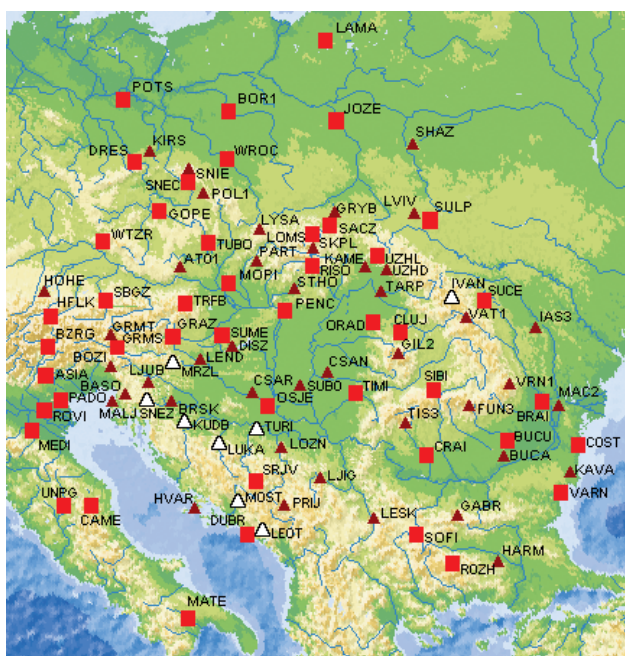 LAMA
POTS
BOR1
JOZE
SHAZ
KIRS
DRES
WROC
SNIE
SNEC
POL1
GOPE
GRYB
LVIV
SULP
LYSA
LOMS
SACZ
WTZR
TUBO
SKPL
PART
KAME
UZHL
AT01
RISO
UZHD
MOPI
STHO
TARP
IVAN
SUCE
HOHE
SBGZ
HFLK
TRFB
PENC
VAT1
IAS3
GRMT
GRAZ
SUME
ORAD
CLUJ
BZRG
GRMS
DISZ
BOZI
MRZL
LEND
GIL2
ASIA
LJUB
CSAN
BASO
CSAR
SUBO
TIMI
SIBI
VRN1
PADO
MALJ
SNEZ
BRSK
OSJE
TIS3
FUN3
MAC2
ROVI
KUDB
TURI
BRAI
MEDI
LUKA
LOZN
CRAI
BUCU
COST
BUCA
SRJV
LJIG
KAVA
UNPG
CAME
HVAR
MOST
PRIJ
VARN
DUBR
LESK
GABR
LEOT
SOFI
HARM
ROZH
MATE